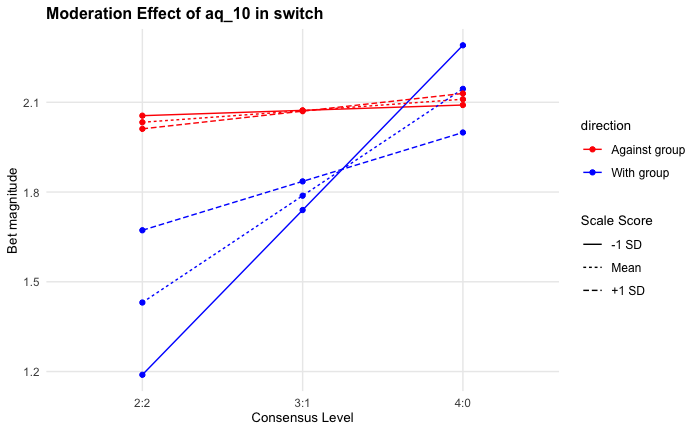 Moderation Effect of aq_10 in switch
Bet magnitude
2.1
1.8
1.5
1.2
2:2
3:1
4:0
Consensus Level
direction
Against group
With group
Scale Score
-1 SD
Mean
+1 SD